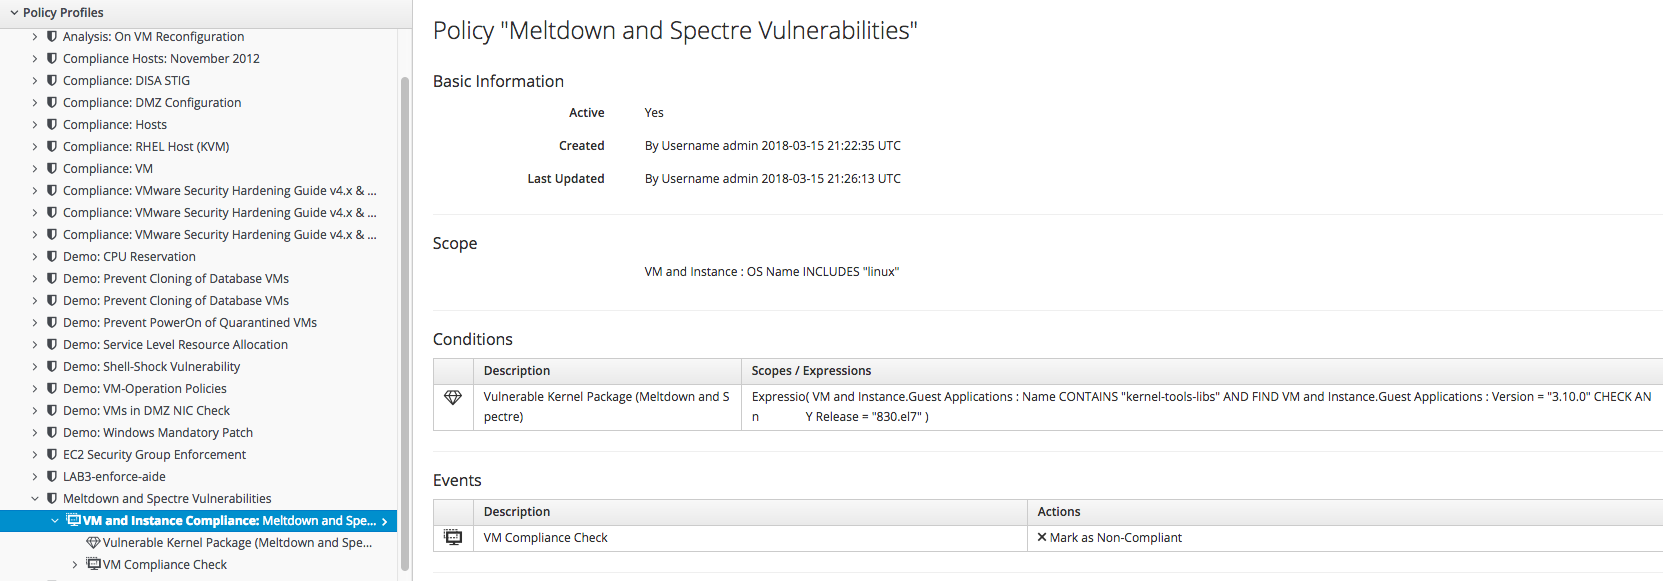 Policy Profiles
Analysis: On VM Reconfiguration
Compliance Hosts: November 2012
Compliance: DISA STIG
Compliance: DMZ Configuration
Compliance: Hosts
Compliance: RHEL Host (KVM)
Compliance: VM
Compliance: VMware Security Hardening Guide v4.x & ...
Compliance: VMware Security Hardening Guide v4.x & ...
Compliance: VMware Security Hardening Guide v4.x & ...
Demo: CPU Reservation
Demo: Prevent Cloning of Database VMs
Demo: Prevent Cloning of Database VMs
Demo: Prevent PowerOn of Quarantined VMs
Demo: Service Level Resource Allocation
Demo: Shell-Shock Vulnerability
Demo: VM-Operation Policies
Demo: VMs in DMZ NIC Check
Demo: Windows Mandatory Patch
EC2 Security Group Enforcement
LAB3-enforce-aide
Meltdown and Spectre Vulnerabilities
VM and Instance Compliance: Meltdown and Spe...
Vulnerable Kernel Package (Meltdown and Spe...
VM Compliance Check
Policy "Meltdown and Spectre Vulnerabilities"
Basic Information
Active Yes
Created By Username admin 2018-03-15 21:22:35 UTC
Last Updated By Username admin 2018-03-15 21:26:13 UTC
Scope
VM and Instance : OS Name INCLUDES "linux"
Conditions
Description Scopes / Expressions
Vulnerable Kernel Package (Meltdown and S
pectre)
Expressio( VM and Instance.Guest Applications : Name CONTAINS "kernel-tools-libs" AND FIND VM and Instance.Guest Applications : Version = "3.10.0" CHECK AN
n Y Release = "830.el7" )
Events
Description Actions
VM Compliance Check Mark as Non-Compliant